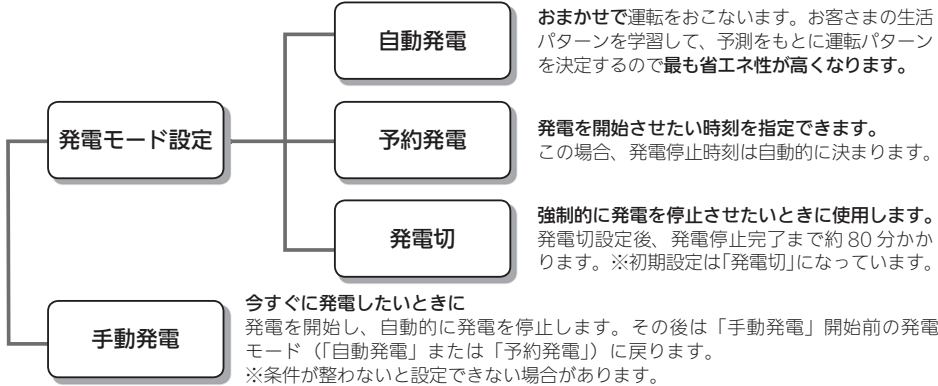 自動発電
おまかせで運転をおこないます。お客さまの生活
パターンを学習して、予測をもとに運転パターン
を決定するので最も省エネ性が高くなります。
発電モード設定
予約発電
発電を開始させたい時刻を指定できます。
この場合、発電停止時刻は自動的に決まります。
発電切
強制的に発電を停止させたいときに使用します。
発電切設定後、発電停止完了まで約 80 分かか
ります。※初期設定は「発電切」になっています。
手動発電
今すぐに発電したいときに
発電を開始し、自動的に発電を停止します。その後は「手動発電」開始前の発電
モード（「自動発電」または「予約発電」）に戻ります。
※条件が整わないと設定できない場合があります。